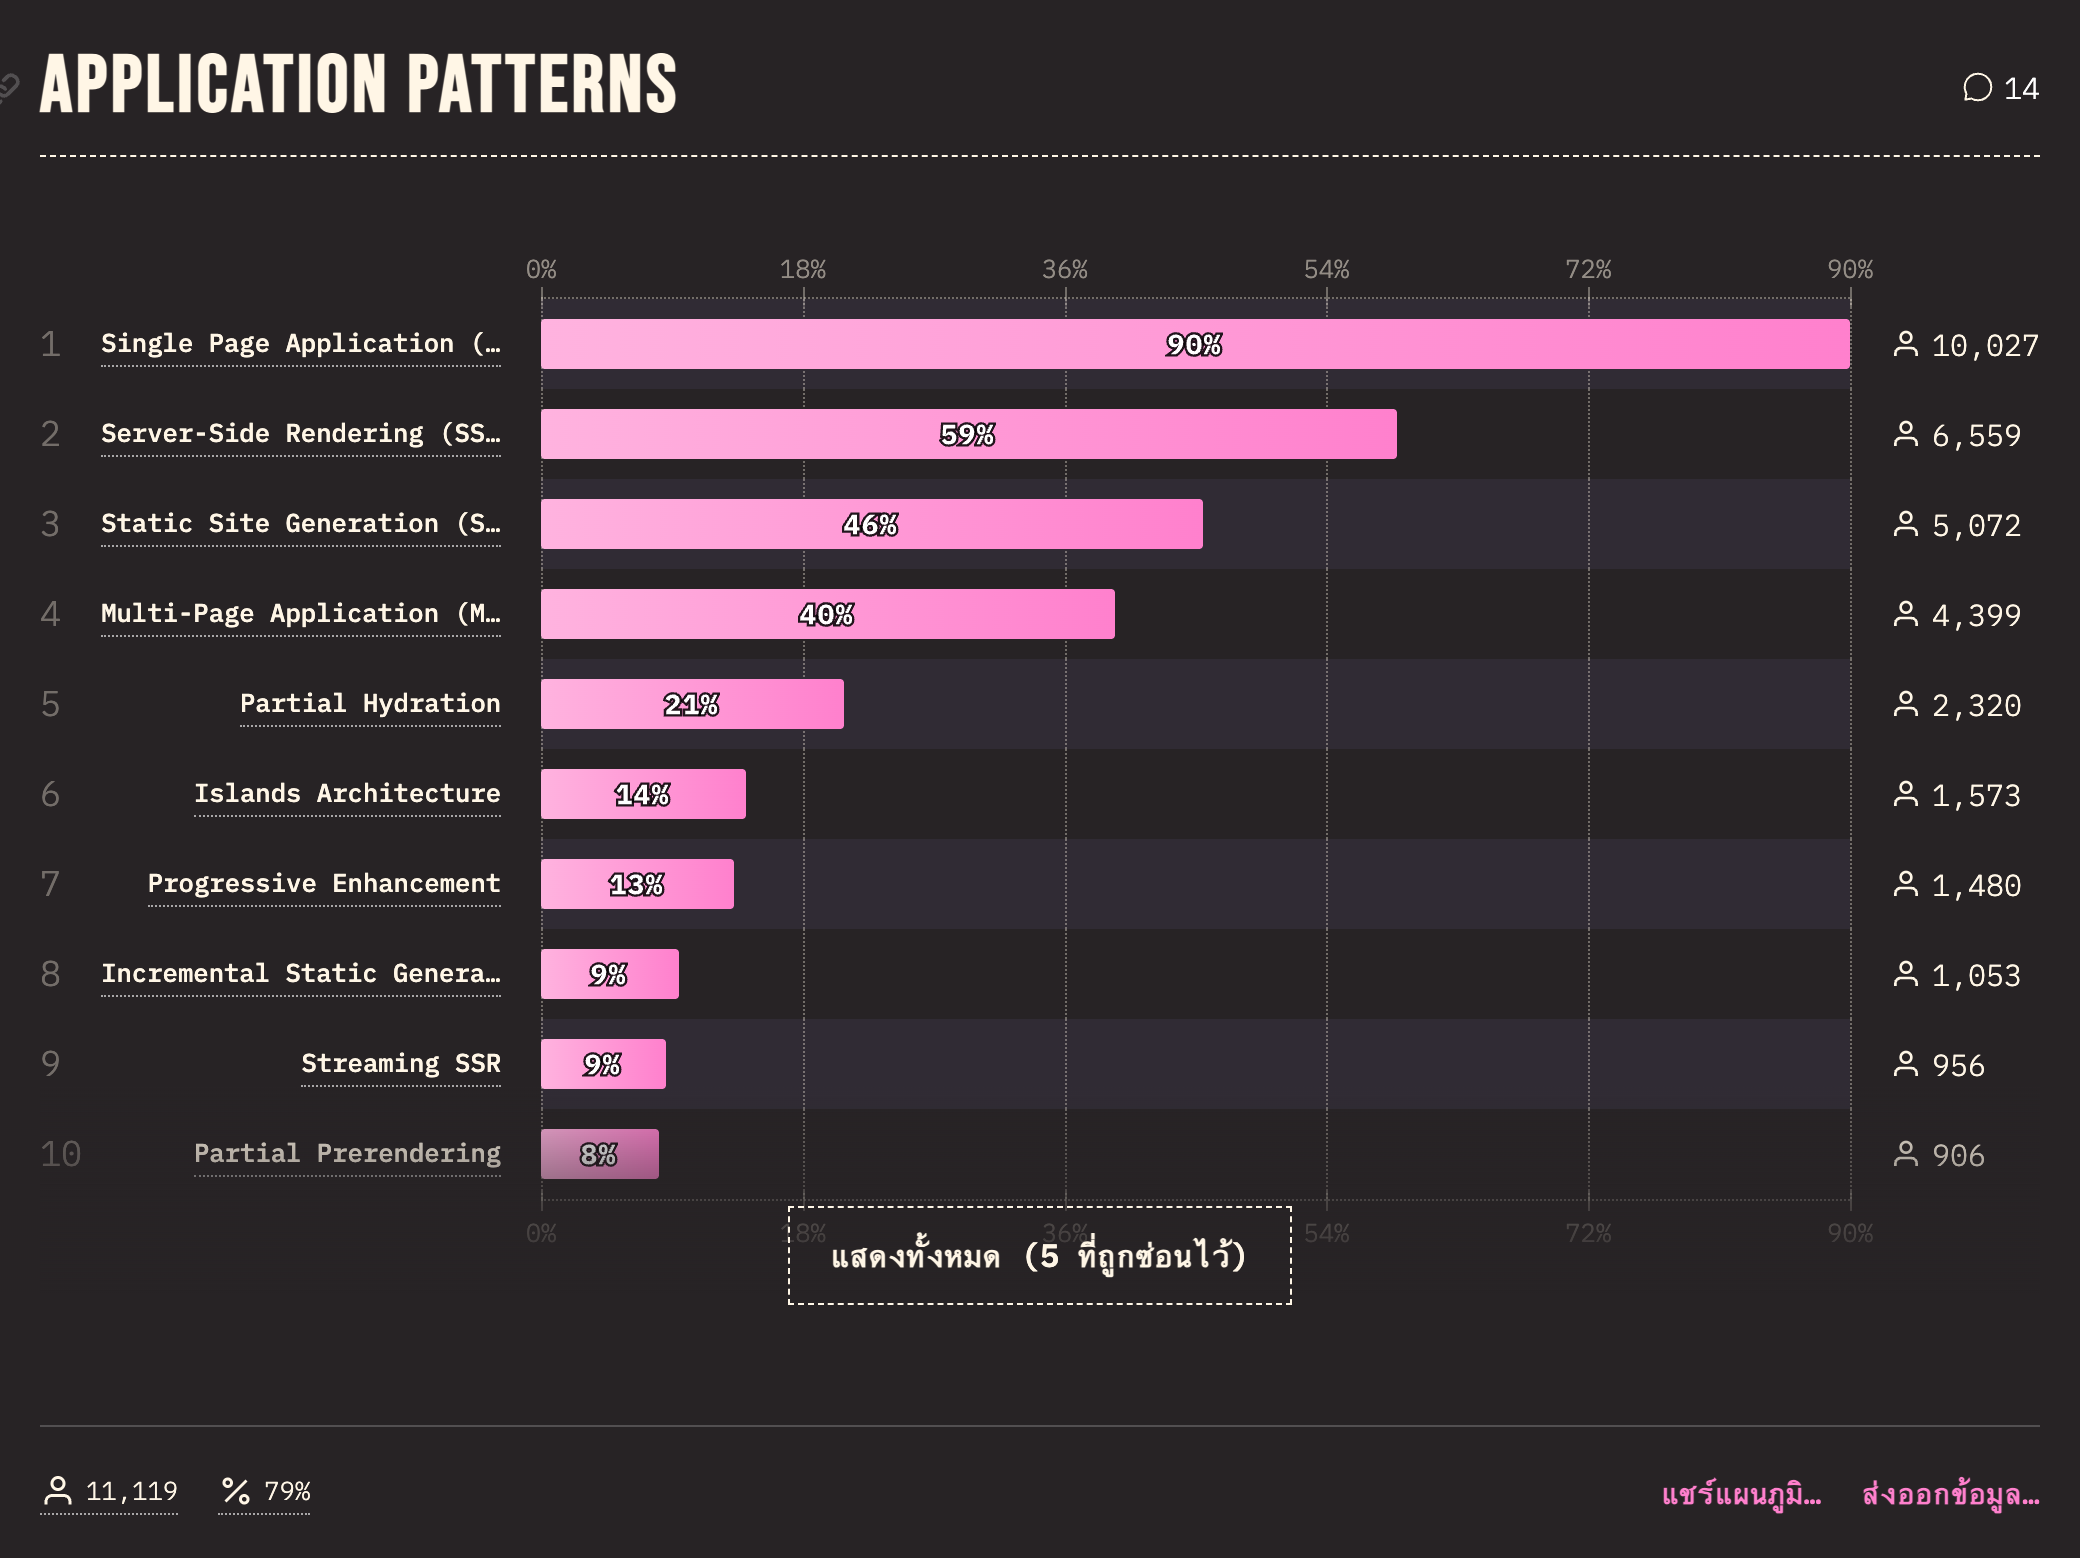 APPLICATION PATTERNS
14
0% 18% 36% 54% 72% 90%
1 Single Page Application (… 90% 10,027
2 Server-Side Rendering (SS… 59% 6,559
3 Static Site Generation (S… 46% 5,072
4 Multi-Page Application (M… 40% 4,399
5 Partial Hydration 21% 2,320
6 Islands Architecture 14% 1,573
7 Progressive Enhancement 13% 1,480
8 Incremental Static Genera… 9% 1,053
9 Streaming SSR 9% 956
10 Partial Prerendering 8% 906
0% 18% 36% 54% 72% 90%
แสดงทั้งหมด (5 ที่ถูกซ่อนไว้)
11,119 79% แชร์แผนภูมิ… ส่งออกข้อมูล…